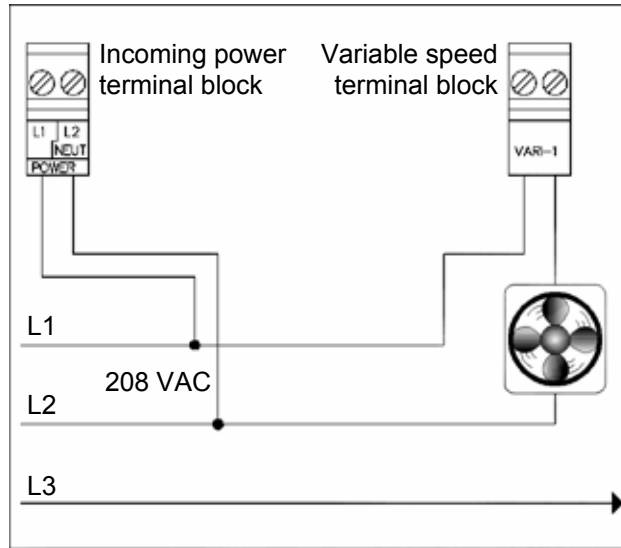 Incoming power
terminal block
Variable speed
terminal block
L1 L2
NEUT
POWER
VARI-1
L1
208 VAC
L2
L3